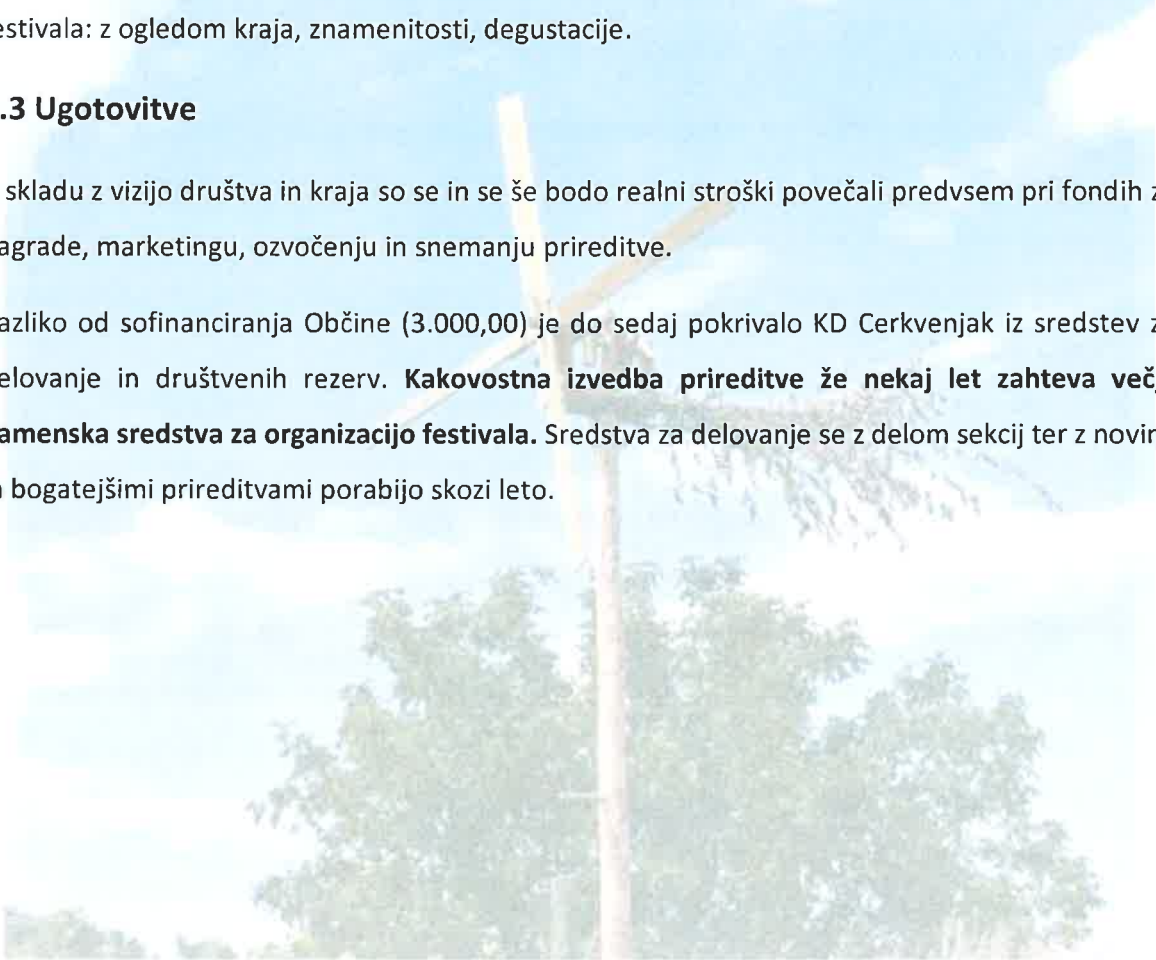 estivala: z ogledom kraja, znamenitosti, degustacije.
.3 Ugotovitve
skladu z vizijo društva in kraja so se in se še bodo realni stroški povečali predvsem pri fondih z
agrade, marketingu, ozvočenju in snemanju prireditve.
azliko od sofinanciranja Občine (3.000,00) je do sedaj pokrivalo KD Cerkvenjak iz sredstev z
elovanje in društvenih rezerv. Kakovostna izvedba prireditve že nekaj let zahteva večj
amenska sredstva za organizacijo festivala. Sredstva za delovanje se z delom sekcij ter z novim
bogatejšimi prireditvami porabijo skozi leto.